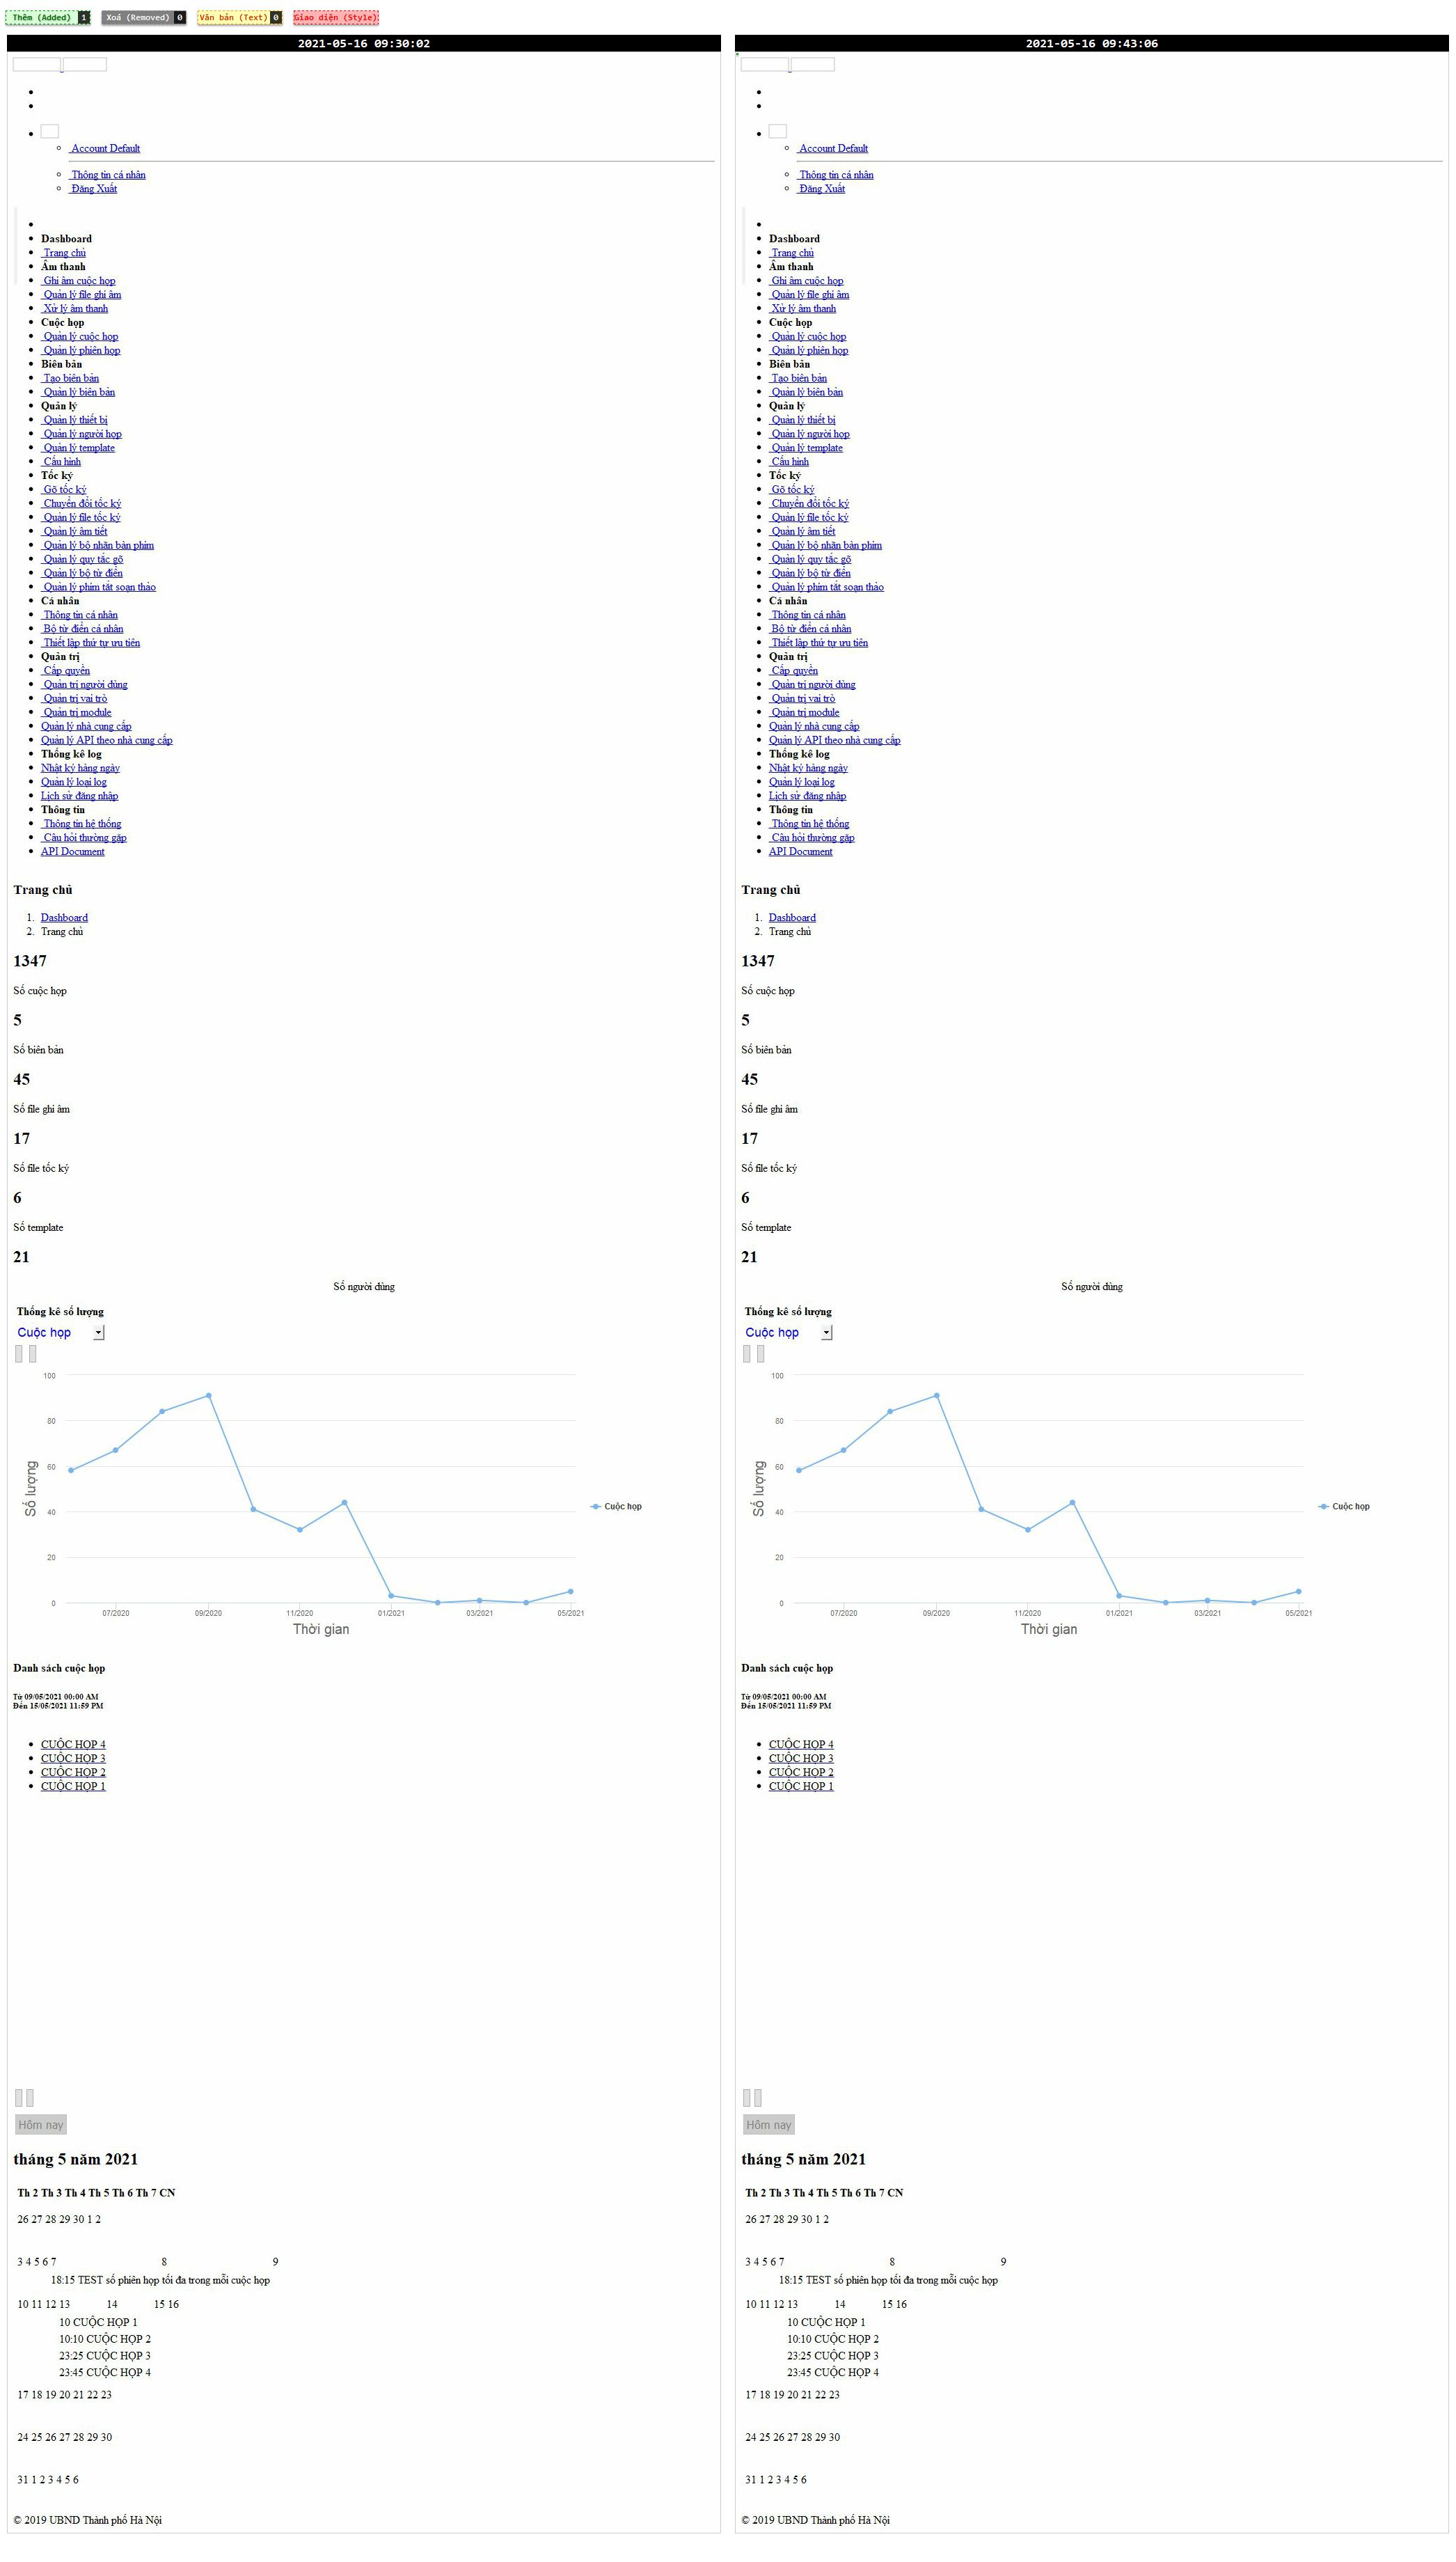 Thêm (Added) 1 Xoá (Removed) 0 Văn bản (Text) 0 Giao diện (Style)
2021-05-16 09:30:02
Account Default
Thông tin cá nhân
Đăng Xuất
Dashboard
Trang chủ
Âm thanh
Ghi âm cuộc họp
Quản lý file ghi âm
Xử lý âm thanh
Cuộc họp
Quản lý cuộc họp
Quản lý phiên họp
Biên bản
Tạo biên bản
Quản lý biên bản
Quản lý
Quản lý thiết bị
Quản lý người họp
Quản lý template
Cấu hình
Tốc ký
Gõ tốc ký
Chuyển đổi tốc ký
Quản lý file tốc ký
Quản lý âm tiết
Quản lý bộ nhãn bàn phím
Quản lý quy tắc gõ
Quản lý bộ từ điển
Quản lý phím tắt soạn thảo
Cá nhân
Thông tin cá nhân
Bộ từ điển cá nhân
Thiết lập thứ tự ưu tiên
Quản trị
Cấp quyền
Quản trị người dùng
Quản trị vai trò
Quản trị module
Quản lý nhà cung cấp
Quản lý API theo nhà cung cấp
Thống kê log
Nhật ký hàng ngày
Quản lý loại log
Lịch sử đăng nhập
Thông tin
Thông tin hệ thống
Câu hỏi thường gặp
API Document
Trang chủ
1. Dashboard
2. Trang chủ
1347
Số cuộc họp
5
Số biên bản
45
Số file ghi âm
17
Số file tốc ký
6
Số template
21
Số người dùng
Thống kê số lượng
Cuộc họp
100
80
60
40
20
0
Số lượng
Cuộc họp
07/2020 09/2020 11/2020 01/2021 03/2021 05/2021
Thời gian
Danh sách cuộc họp
Từ 09/05/2021 00:00 AM
Đến 15/05/2021 11:59 PM
CUỘC HỌP 4
CUỘC HỌP 3
CUỘC HỌP 2
CUỘC HỌP 1
Hôm nay
tháng 5 năm 2021
Th 2 Th 3 Th 4 Th 5 Th 6 Th 7 CN
26 27 28 29 30 1 2
3 4 5 6 7 8 9
18:15 TEST số phiên họp tối đa trong mỗi cuộc họp
10 11 12 13 14 15 16
10 CUỘC HỌP 1
10:10 CUỘC HỌP 2
23:25 CUỘC HỌP 3
23:45 CUỘC HỌP 4
17 18 19 20 21 22 23
24 25 26 27 28 29 30
31 1 2 3 4 5 6
© 2019 UBND Thành phố Hà Nội
2021-05-16 09:43:06
Account Default
Thông tin cá nhân
Đăng Xuất
Dashboard
Trang chủ
Âm thanh
Ghi âm cuộc họp
Quản lý file ghi âm
Xử lý âm thanh
Cuộc họp
Quản lý cuộc họp
Quản lý phiên họp
Biên bản
Tạo biên bản
Quản lý biên bản
Quản lý
Quản lý thiết bị
Quản lý người họp
Quản lý template
Cấu hình
Tốc ký
Gõ tốc ký
Chuyển đổi tốc ký
Quản lý file tốc ký
Quản lý âm tiết
Quản lý bộ nhãn bàn phím
Quản lý quy tắc gõ
Quản lý bộ từ điển
Quản lý phím tắt soạn thảo
Cá nhân
Thông tin cá nhân
Bộ từ điển cá nhân
Thiết lập thứ tự ưu tiên
Quản trị
Cấp quyền
Quản trị người dùng
Quản trị vai trò
Quản trị module
Quản lý nhà cung cấp
Quản lý API theo nhà cung cấp
Thống kê log
Nhật ký hàng ngày
Quản lý loại log
Lịch sử đăng nhập
Thông tin
Thông tin hệ thống
Câu hỏi thường gặp
API Document
Trang chủ
1. Dashboard
2. Trang chủ
1347
Số cuộc họp
5
Số biên bản
45
Số file ghi âm
17
Số file tốc ký
6
Số template
21
Số người dùng
Thống kê số lượng
Cuộc họp
100
80
60
40
20
0
Số lượng
Cuộc họp
07/2020 09/2020 11/2020 01/2021 03/2021 05/2021
Thời gian
Danh sách cuộc họp
Từ 09/05/2021 00:00 AM
Đến 15/05/2021 11:59 PM
CUỘC HỌP 4
CUỘC HỌP 3
CUỘC HỌP 2
CUỘC HỌP 1
Hôm nay
tháng 5 năm 2021
Th 2 Th 3 Th 4 Th 5 Th 6 Th 7 CN
26 27 28 29 30 1 2
3 4 5 6 7 8 9
18:15 TEST số phiên họp tối đa trong mỗi cuộc họp
10 11 12 13 14 15 16
10 CUỘC HỌP 1
10:10 CUỘC HỌP 2
23:25 CUỘC HỌP 3
23:45 CUỘC HỌP 4
17 18 19 20 21 22 23
24 25 26 27 28 29 30
31 1 2 3 4 5 6
© 2019 UBND Thành phố Hà Nội